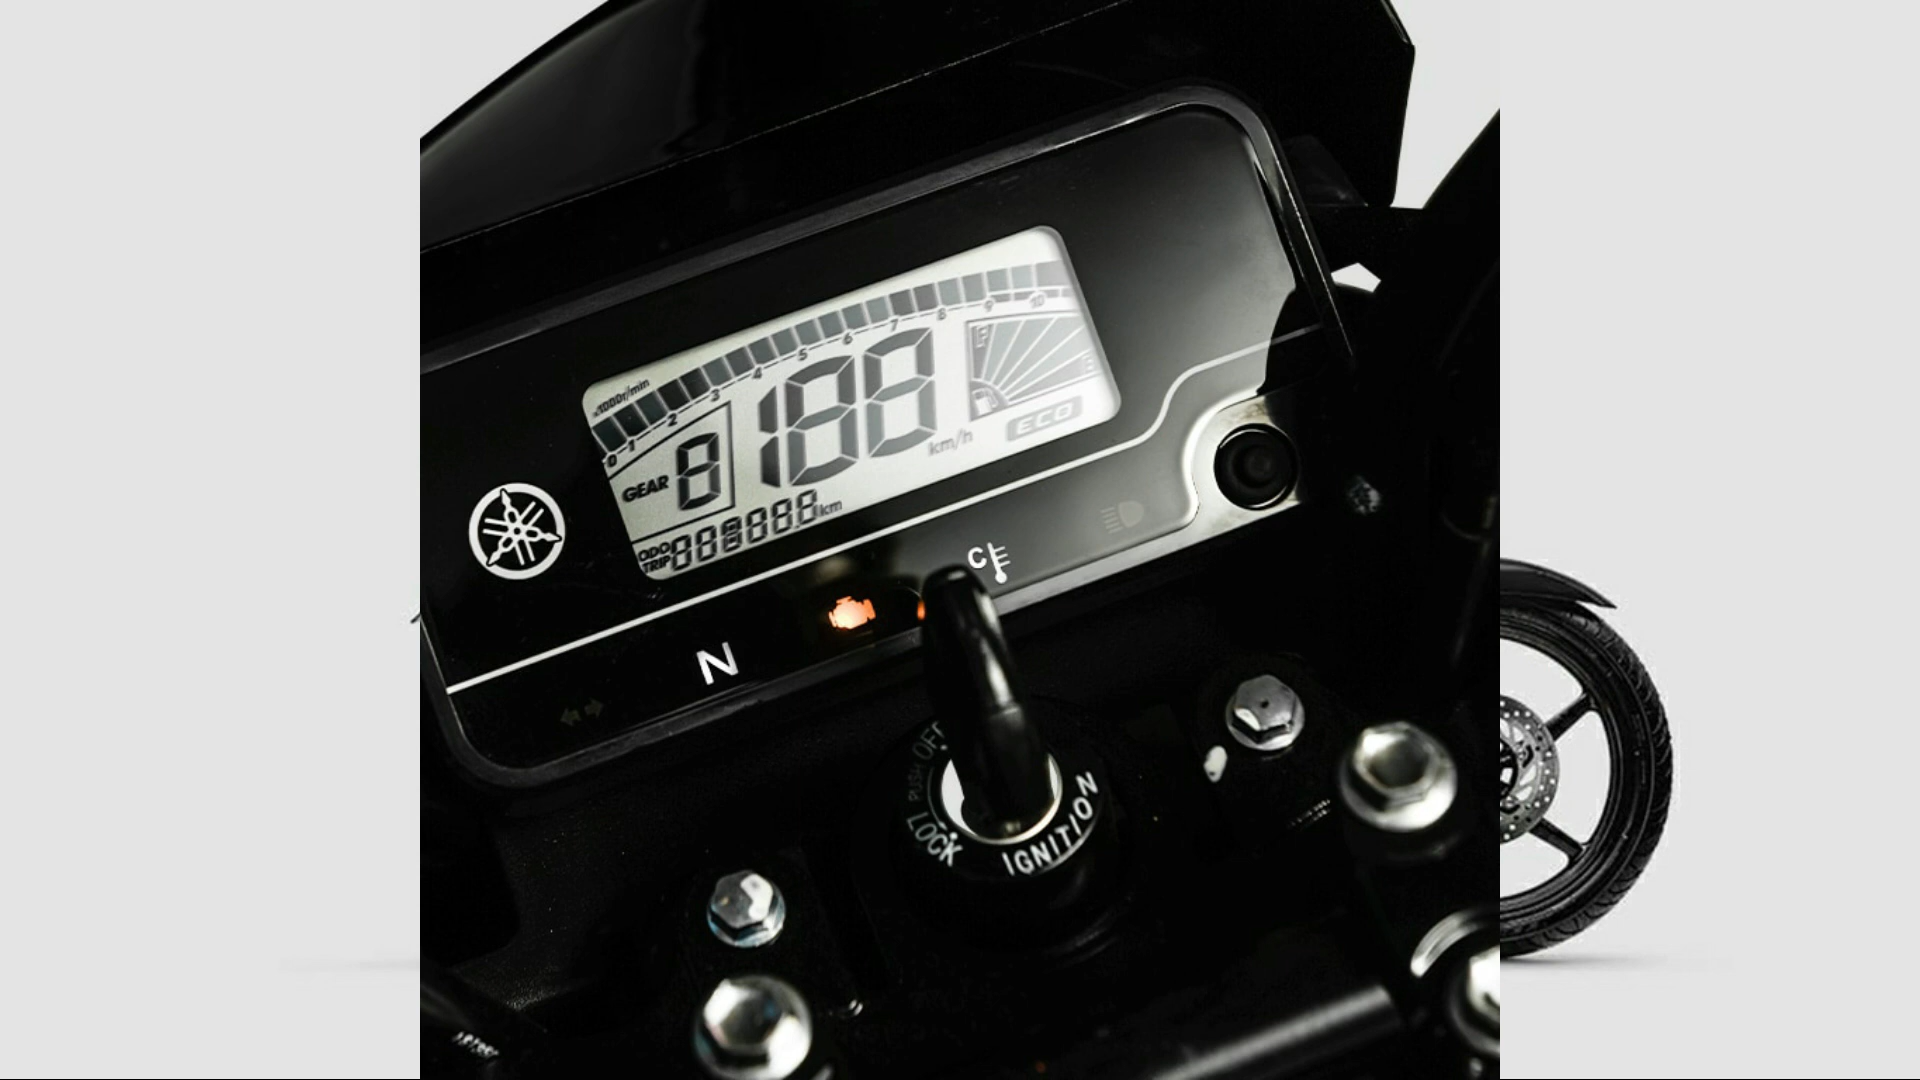 x1000r/min
0 1 2 3 4 5 6 7 8 9 10
F
GEAR 8 188 km/h
E
ECO
ODO
TRIP 888888 km
C
N
OFF
PUSH
LOCK
IGNITION